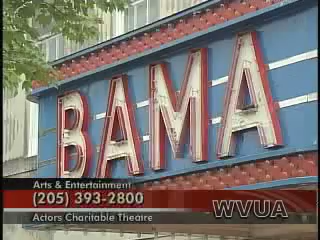 BAMA
Arts & Entertainment
(205) 393-2800
WVUA
Actors Charitable Theatre